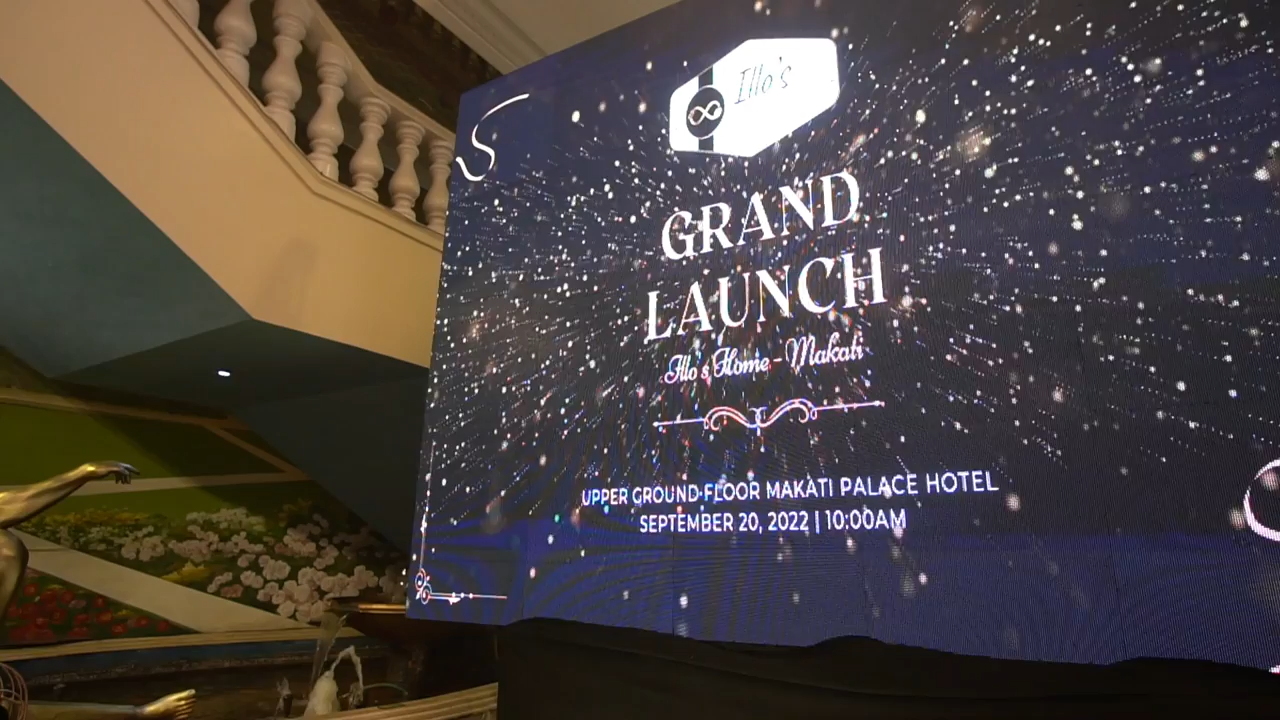 Illo's
GRAND
LAUNCH
Illo's Home - Makati
UPPER GROUND FLOOR MAKATI PALACE HOTEL
SEPTEMBER 20, 2022 | 10:00AM